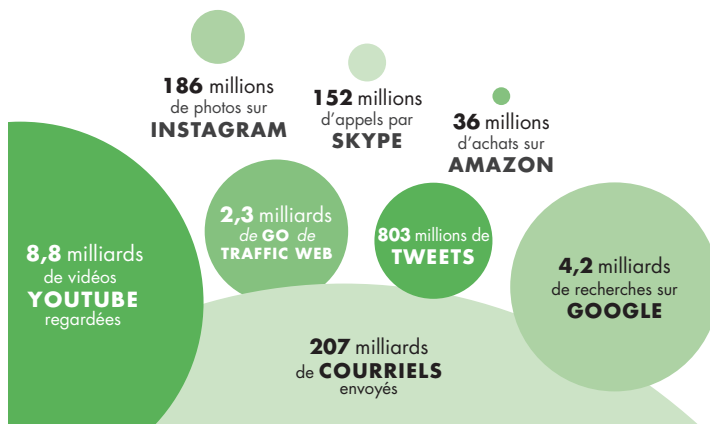 186 millions
de photos sur
INSTAGRAM
152 millions
d'appels par
SKYPE
36 millions
d'achats sur
AMAZON
8,8 milliards
de vidéos
YOUTUBE
regardées
2,3 milliards
de GO de
TRAFFIC WEB
803 millions de
TWEETS
4,2 milliards
de recherches sur
GOOGLE
207 milliards
de COURRIELS
envoyés